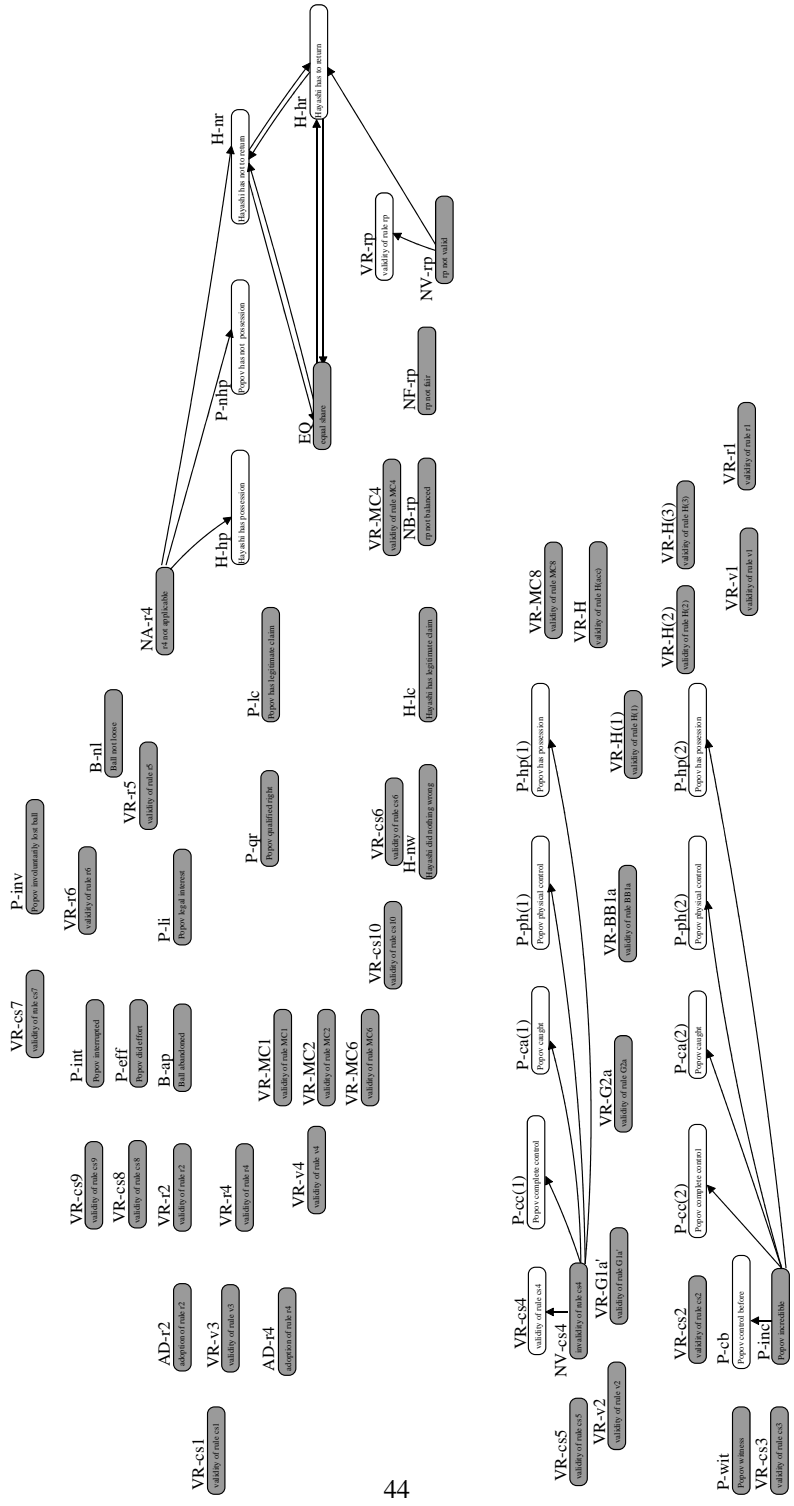 P-inv
Popov involuntarily lost ball
VR-cs7
validity of rule cs7
VR-r6
validity of rule r6
B-nl
Ball not loose
VR-r5
validity of rule r5
P-int
Popov interrupted
VR-cs9
validity of rule cs9
P-eff
Popov did effort
VR-cs8
validity of rule cs8
P-li
Popov legal interest
B-ap
Ball abandoned
VR-r2
validity of rule r2
AD-r2
adoption of rule r2
NA-r4
r4 not applicable
VR-cs1
validity of rule cs1
VR-v3
validity of rule v3
VR-r4
validity of rule r4
H-hp
Hayashi has possession
P-nhp
Popov has not possession
H-nr
Hayashi has not to return
AD-r4
adoption of rule r4
VR-MC1
validity of rule MC1
P-qr
Popov qualified right
P-lc
Popov has legitimate claim
VR-v4
validity of rule v4
VR-MC2
validity of rule MC2
EQ
equal share
H-hr
Hayashi has to return
VR-MC6
validity of rule MC6
VR-cs10
validity of rule cs10
VR-cs6
validity of rule cs6
VR-MC4
validity of rule MC4
VR-rp
validity of rule rp
H-nw
Hayashi did nothing wrong
H-lc
Hayashi has legitimate claim
NB-rp
rp not balanced
NF-rp
rp not fair
NV-rp
rp not valid
44
VR-cs4
validity of rule cs4
P-cc(1)
Popov complete control
P-ca(1)
Popov caught
P-ph(1)
Popov physical control
P-hp(1)
Popov has possession
VR-MC8
validity of rule MC8
VR-cs5
validity of rule cs5
NV-cs4
invalidity of rule cs4
VR-H
validity of rule H(acc)
VR-v2
validity of rule v2
VR-G1a'
validity of rule G1a'
VR-G2a
validity of rule G2a
VR-BB1a
validity of rule BB1a
VR-H(1)
validity of rule H(1)
VR-H(2)
validity of rule H(2)
VR-H(3)
validity of rule H(3)
VR-cs2
validity of rule cs2
P-cc(2)
Popov complete control
P-ca(2)
Popov caught
P-ph(2)
Popov physical control
P-hp(2)
Popov has possession
P-cb
Popov control before
VR-v1
validity of rule v1
VR-r1
validity of rule r1
P-wit
Popov witness
P-inc
Popov incredible
VR-cs3
validity of rule cs3